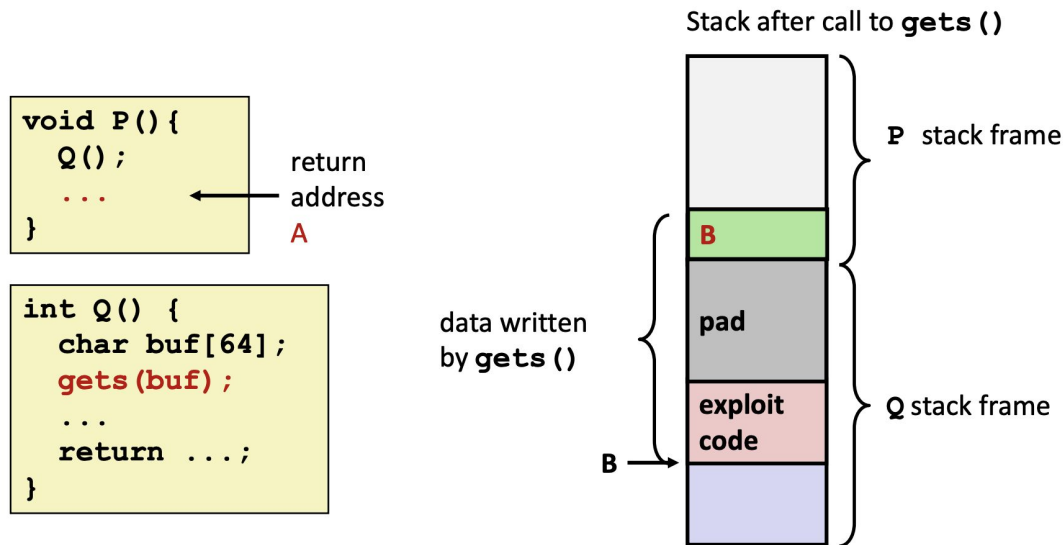 Stack after call to gets()
void P(){
Q();
...
}
return
address
A
int Q() {
char buf[64];
gets(buf);
...
return ...;
}
data written
by gets()
B
B
pad
exploit
code
P stack frame
Q stack frame